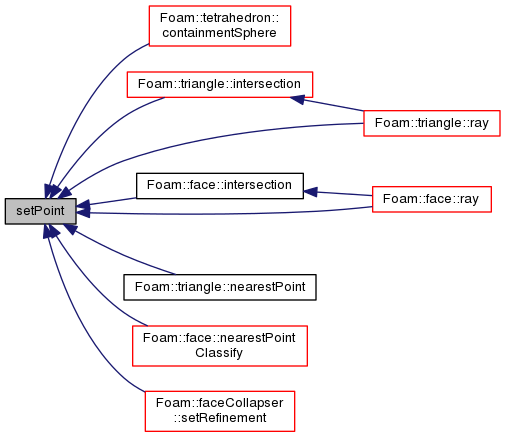 Foam::tetrahedron::
containmentSphere
Foam::triangle::intersection
Foam::triangle::ray
Foam::face::intersection
Foam::face::ray
setPoint
Foam::triangle::nearestPoint
Foam::face::nearestPoint
Classify
Foam::faceCollapser
::setRefinement